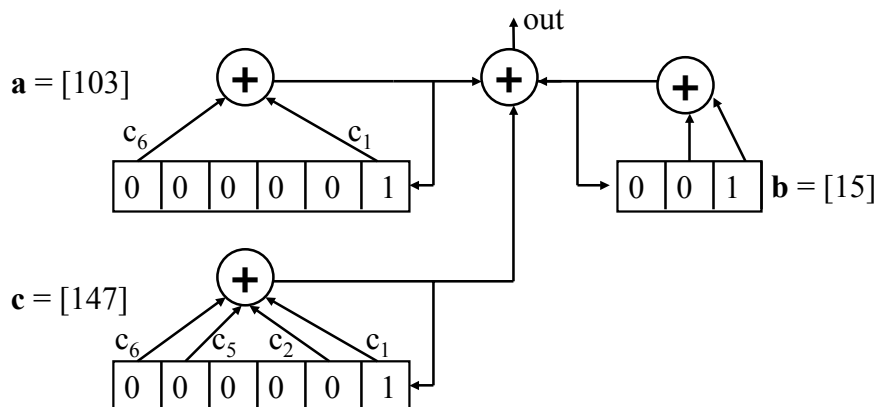 out
a = [103]
+ + +
c₆ c₁
0 0 0 0 0 1
0 0 1
b = [15]
+
c = [147]
c₆ c₅ c₂ c₁
0 0 0 0 0 1